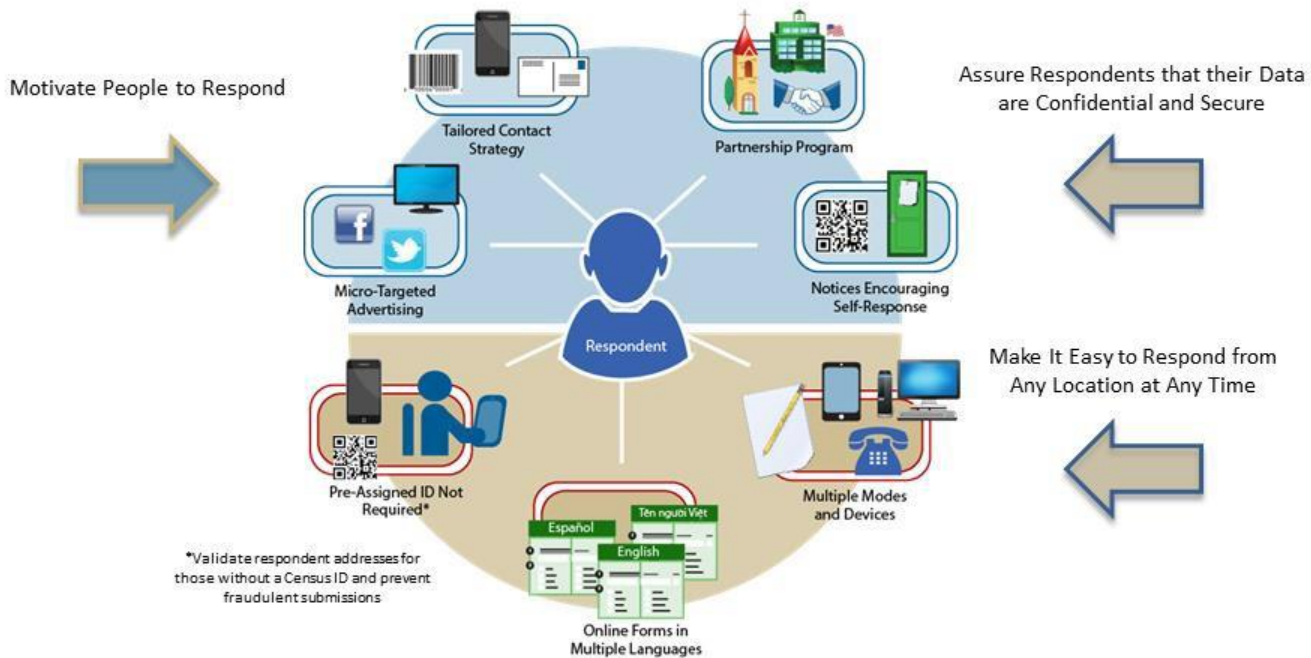 Motivate People to Respond
Assure Respondents that their Data
are Confidential and Secure
Tailored Contact
Strategy
Partnership Program
Micro-Targeted
Advertising
Notices Encouraging
Self-Response
Respondent
Make It Easy to Respond from
Any Location at Any Time
Pre-Assigned ID Not
Required*
Multiple Modes
and Devices
*Validate respondent addresses for
those without a Census ID and prevent
fraudulent submissions
Español
Tên người Việt
English
Online Forms in
Multiple Languages